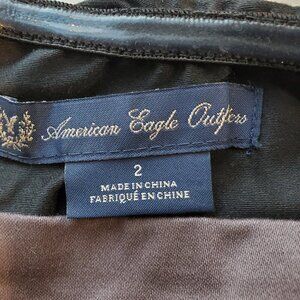 American Eagle Outfitters
2
MADE IN CHINA
FABRIQUÉ EN CHINE